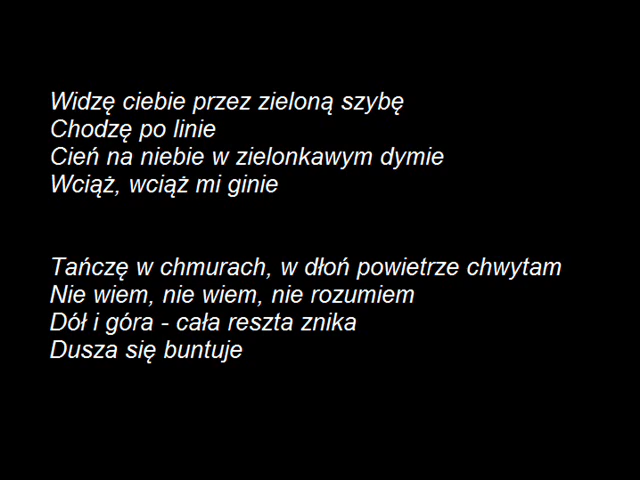 Widzę ciebie przez zieloną szybę
Chodzę po linie
Cień na niebie w zielonkawym dymie
Wciąż, wciąż mi ginie
Tańczę w chmurach, w dłoń powietrze chwytam
Nie wiem, nie wiem, nie rozumiem
Dół i góra - cała reszta znika
Dusza się buntuje